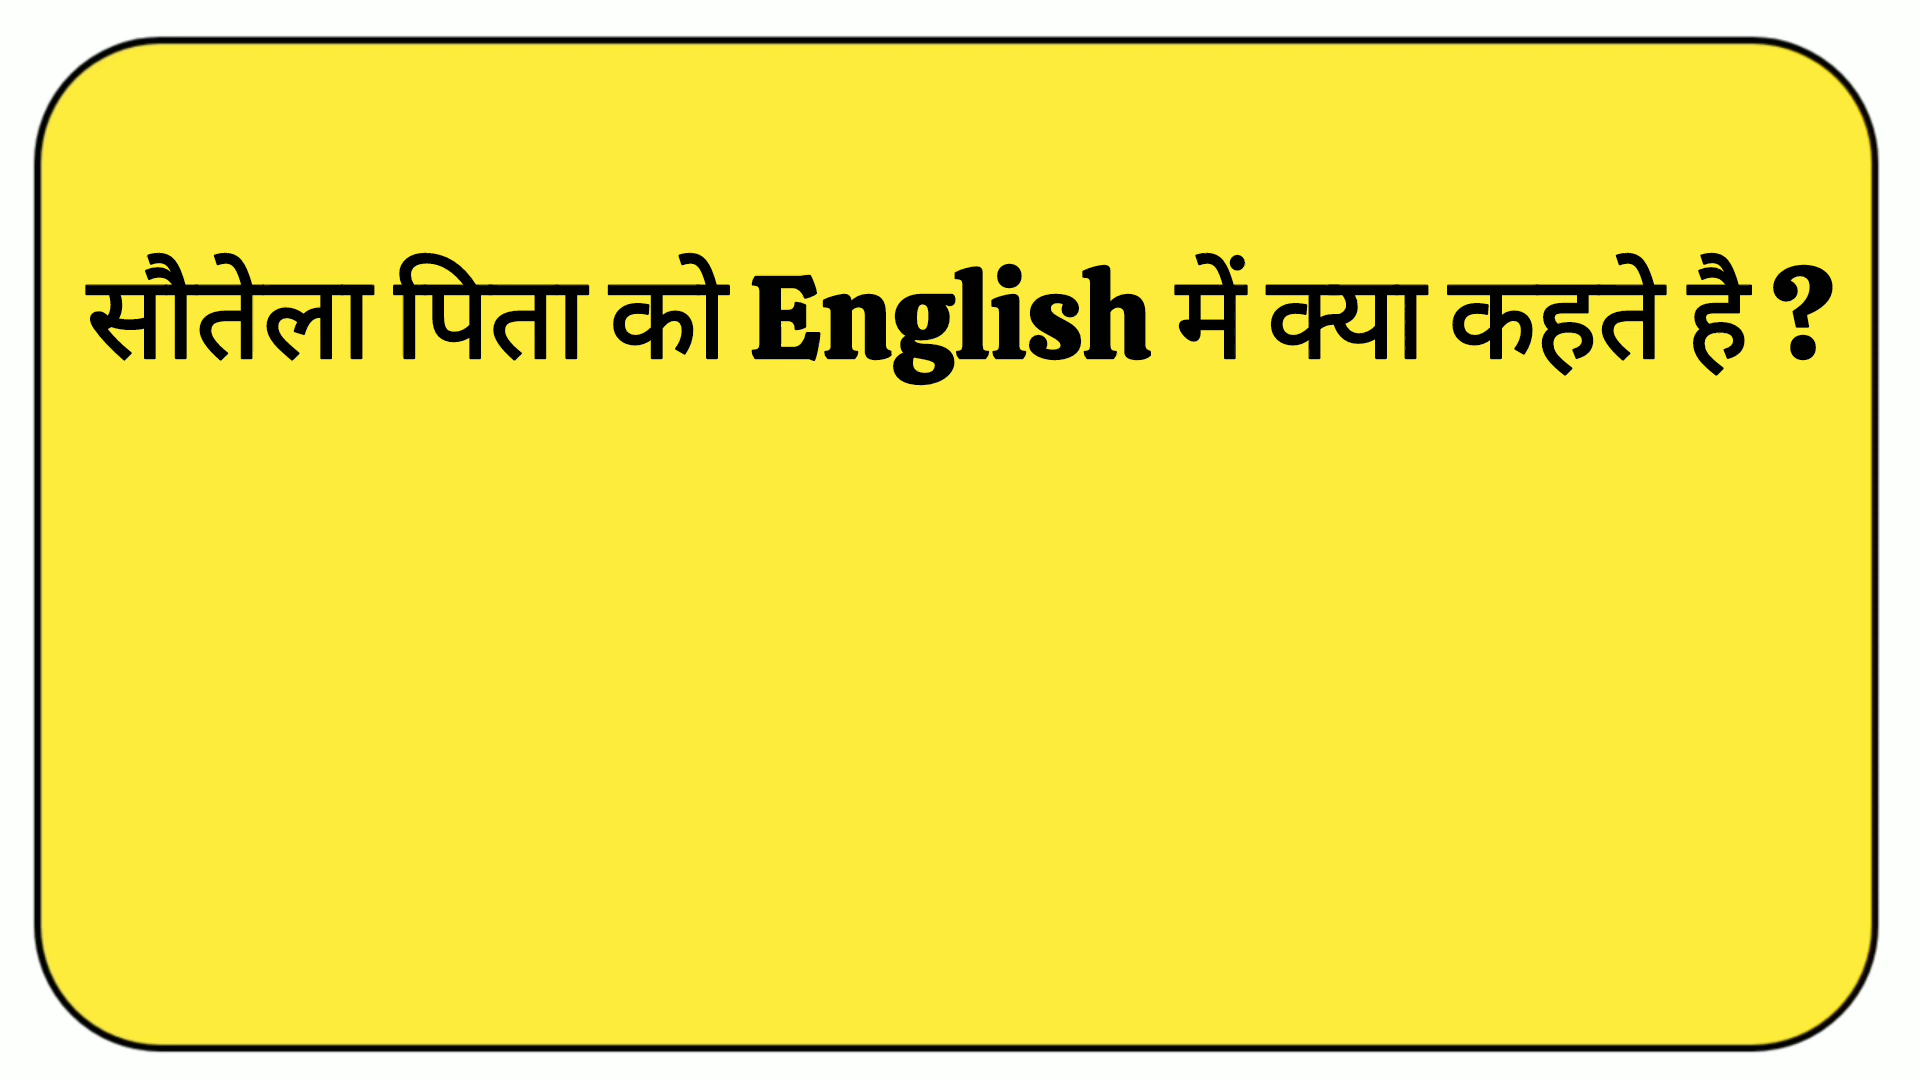 सौतेला पिता को English में क्या कहते है ?